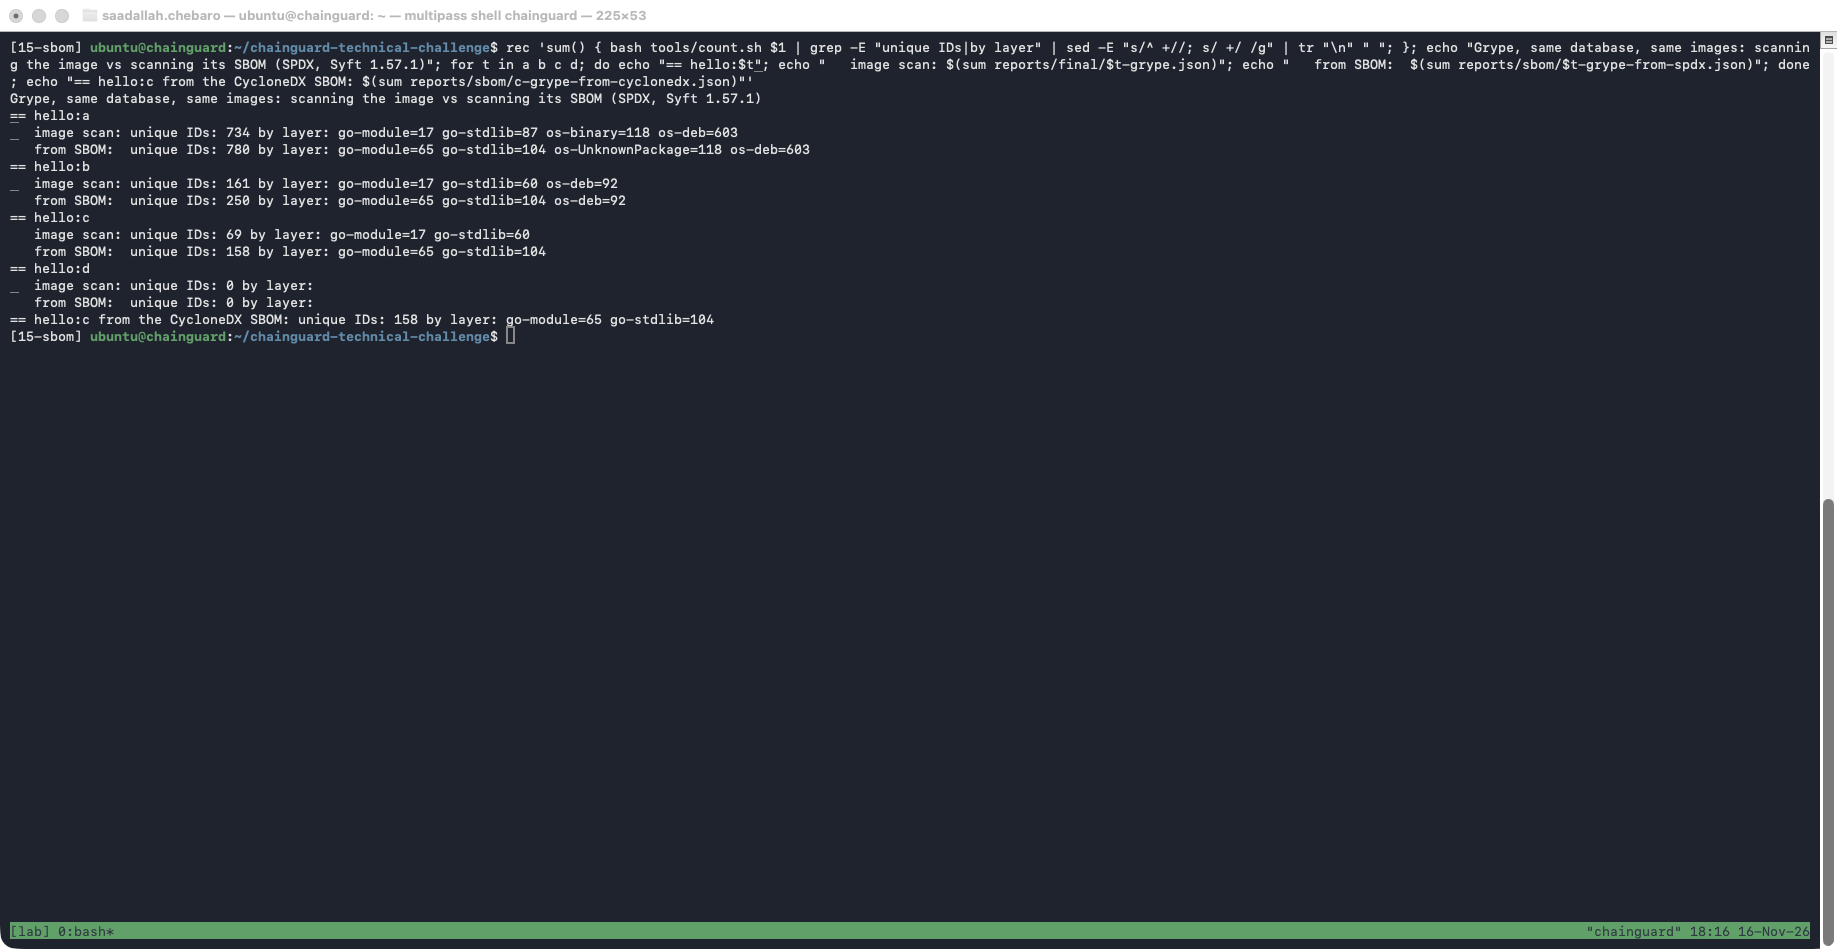 saadallah.chebaro — ubuntu@chainguard: ~ — multipass shell chainguard — 225×53
[15-sbom] ubuntu@chainguard:~/chainguard-technical-challenge$ rec 'sum() { bash tools/count.sh $1 | grep -E "unique IDs|by layer" | sed -E "s/^ +//; s/ +/ /g" | tr "\n" " "; }; echo "Grype, same database, same images: scannin
g the image vs scanning its SBOM (SPDX, Syft 1.57.1)"; for t in a b c d; do echo "== hello:$t_; echo "   image scan: $(sum reports/final/$t-grype.json)"; echo "   from SBOM:  $(sum reports/sbom/$t-grype-from-spdx.json)"; done
; echo "== hello:c from the CycloneDX SBOM: $(sum reports/sbom/c-grype-from-cyclonedx.json)"'
Grype, same database, same images: scanning the image vs scanning its SBOM (SPDX, Syft 1.57.1)
== hello:a
_  image scan: unique IDs: 734 by layer: go-module=17 go-stdlib=87 os-binary=118 os-deb=603
   from SBOM:  unique IDs: 780 by layer: go-module=65 go-stdlib=104 os-UnknownPackage=118 os-deb=603
== hello:b
_  image scan: unique IDs: 161 by layer: go-module=17 go-stdlib=60 os-deb=92
   from SBOM:  unique IDs: 250 by layer: go-module=65 go-stdlib=104 os-deb=92
== hello:c
   image scan: unique IDs: 69 by layer: go-module=17 go-stdlib=60
   from SBOM:  unique IDs: 158 by layer: go-module=65 go-stdlib=104
== hello:d
_  image scan: unique IDs: 0 by layer:
   from SBOM:  unique IDs: 0 by layer:
== hello:c from the CycloneDX SBOM: unique IDs: 158 by layer: go-module=65 go-stdlib=104
[15-sbom] ubuntu@chainguard:~/chainguard-technical-challenge$
[lab] 0:bash* "chainguard" 18:16 16-Nov-26